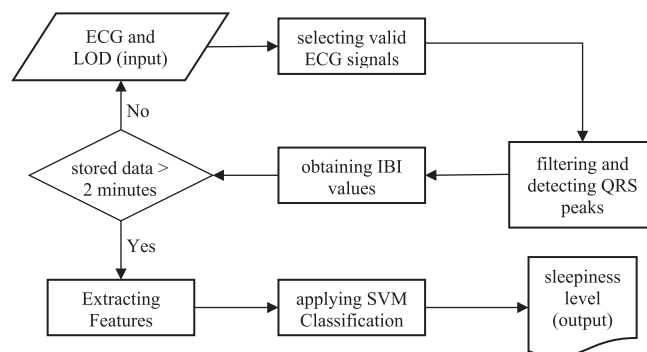 ECG and
LOD (input)
selecting valid
ECG signals
No
stored data >
2 minutes
obtaining IBI
values
filtering and
detecting QRS
peaks
Yes
Extracting
Features
applying SVM
Classification
sleepiness
level
(output)